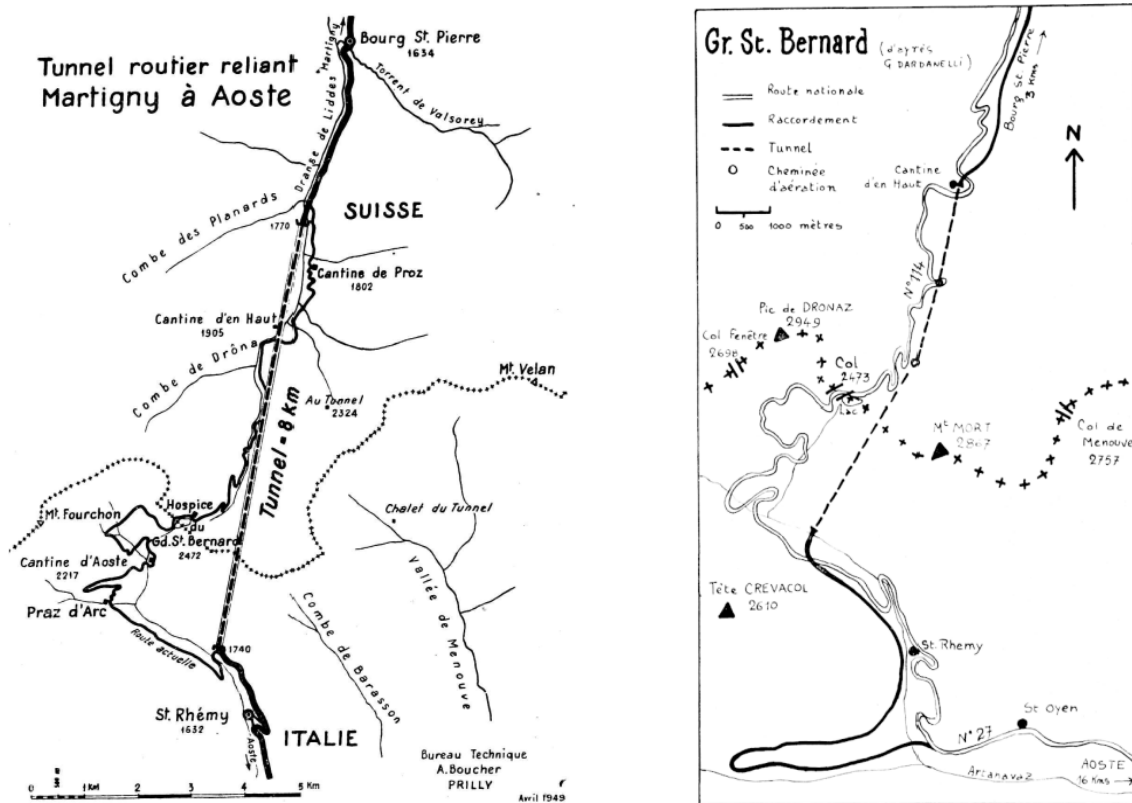 Tunnel routier reliant
Martigny à Aoste
Martigny
Bourg St. Pierre
1634
Torrent de Valsorey
Dranse de Liddes
Combe des Planards
1770
SUISSE
Cantine de Proz
1802
Cantine d'en Haut
1905
Combe de Drôna
Au Tonnel
2324
Mt. Velan
Tunnel = 8 km
Mt. Fourchon
Hospice
du
Gd. St. Bernard
2472
Cantine d'Aoste
2217
Praz d'Arc
Route actuelle
1740
Chalet du Tunnel
Vallée de Menouve
Combe de Barasson
St. Rhémy
1632
Aoste
ITALIE
Bureau Technique
A. Boucher
PRILLY
Avril 1949
0 1 Km 2 3 4 5 Km
Gr. St. Bernard (d'après
G DARDANELLI)
Route nationale
Raccordement
Tunnel
Cheminée
d'aération
0 500 1000 mètres
Bourg St Pierre
3 Kms
N
Cantine
d'en Haut
N° 114
Pic de DRONAZ
2949
Col Fenêtre
2698
Col
2473
Lac
Mt MORT
2867
Col de
Menouve
2757
Tête CREVACOL
2610
St. Rhemy
St Oyen
N° 27
AOSTE
16 Kms
Arcanavaz